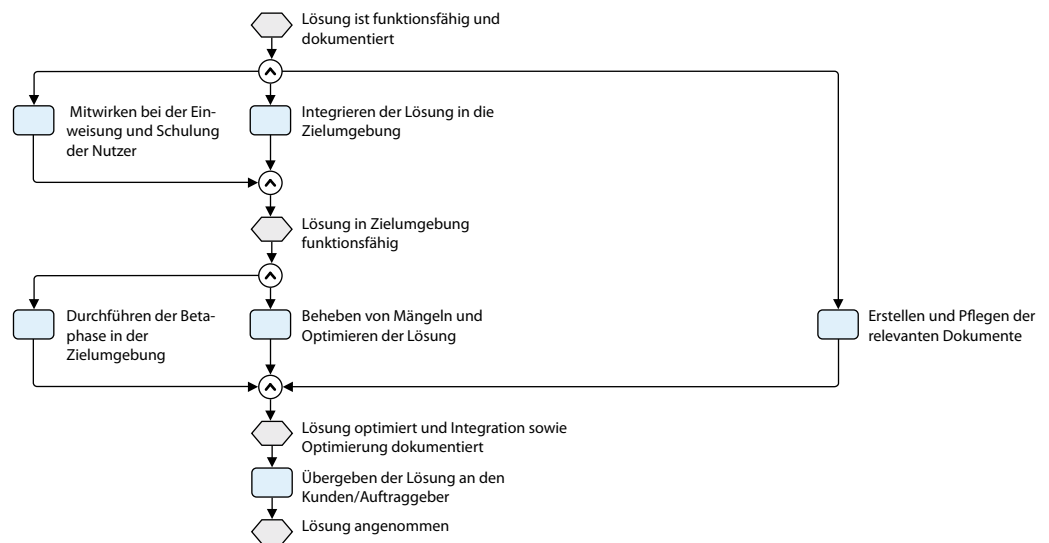 Lösung ist funktionsfähig und
dokumentiert
Mitwirken bei der Ein-
weisung und Schulung
der Nutzer
Integrieren der Lösung in die
Zielumgebung
Lösung in Zielumgebung
funktionsfähig
Durchführen der Beta-
phase in der
Zielumgebung
Beheben von Mängeln und
Optimieren der Lösung
Erstellen und Pflegen der
relevanten Dokumente
Lösung optimiert und Integration sowie
Optimierung dokumentiert
Übergeben der Lösung an den
Kunden/Auftraggeber
Lösung angenommen